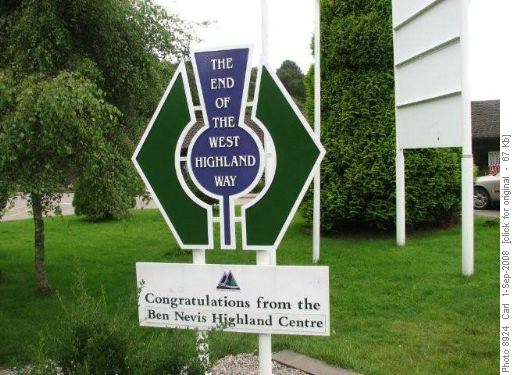 THE
END
OF
THE
WEST
HIGHLAND
WAY
Congratulations from the
Ben Nevis Highland Centre
Photo 8924 Carl 1-Sep-2008 [click for original - 67 Kb]